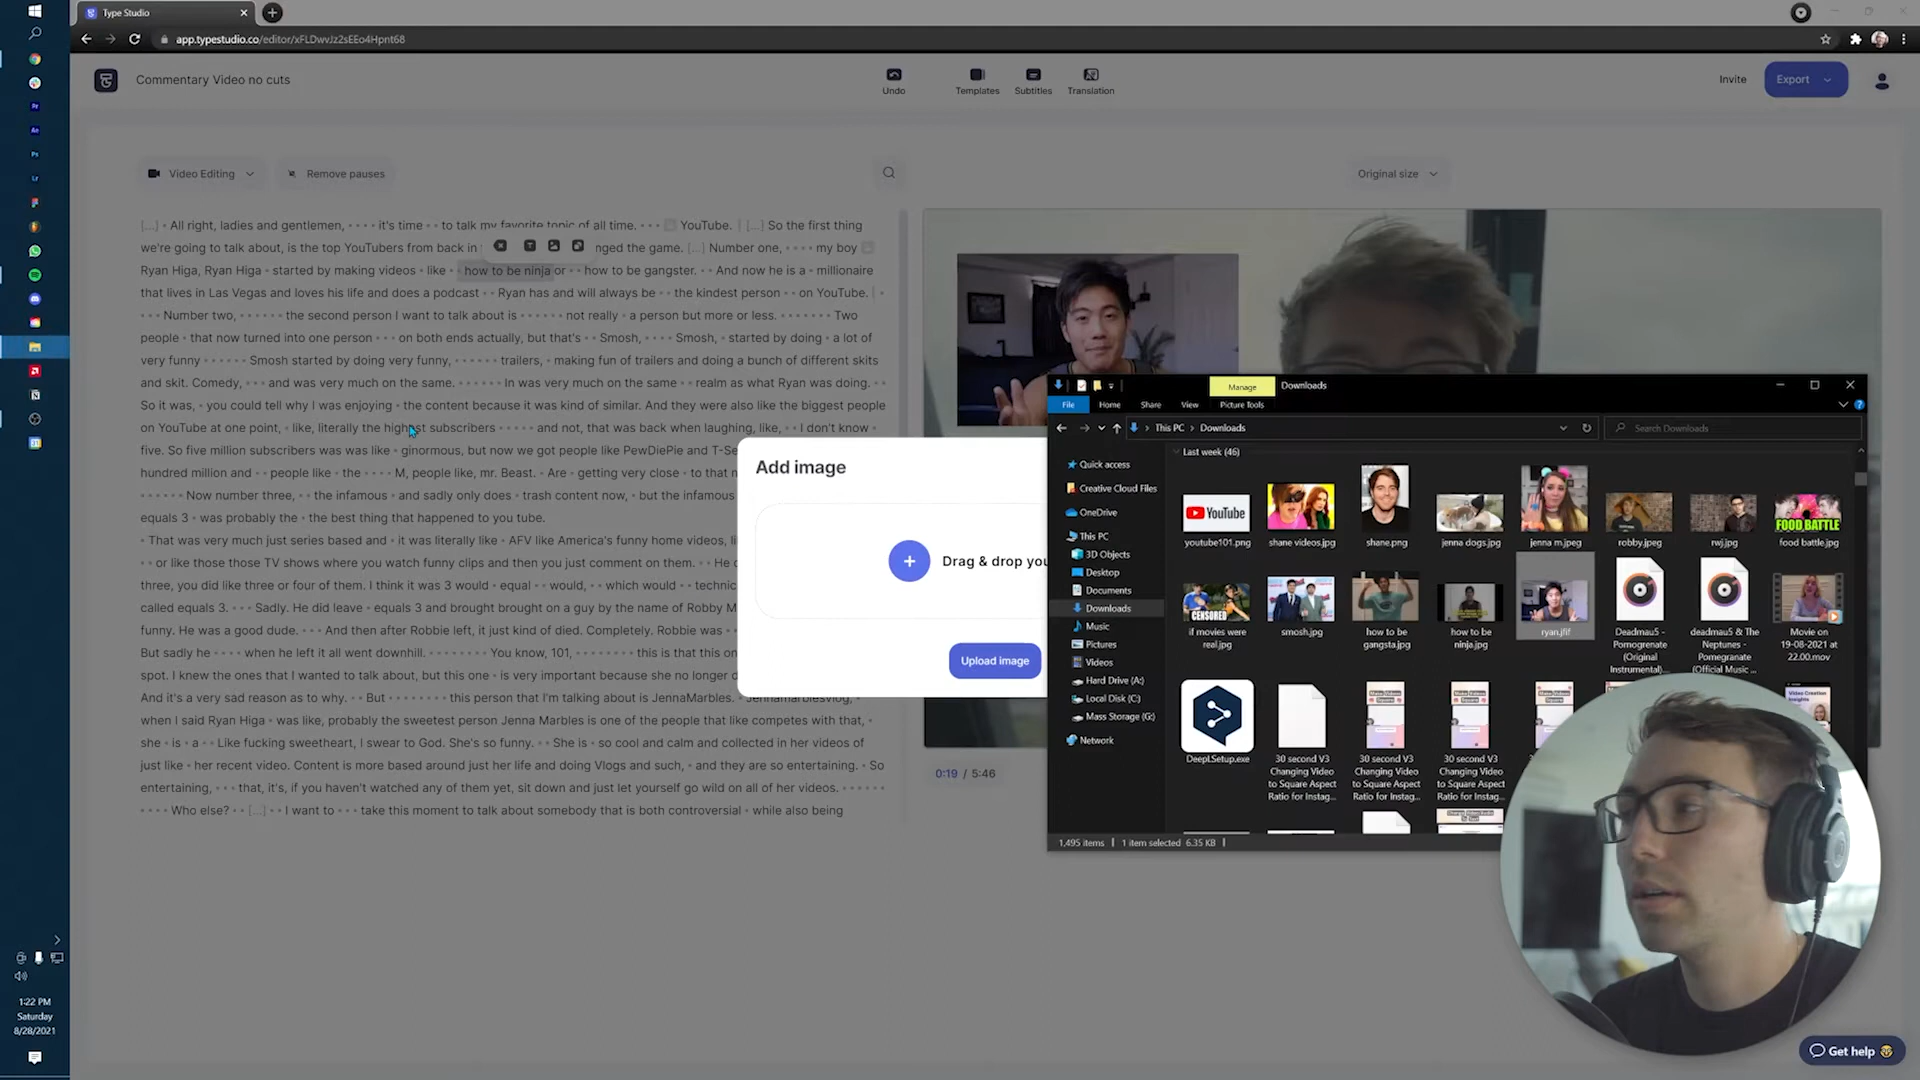 Type Studio
app.typestudio.co/editor/xFLDwvJz2sEEo4Hpnt68
Commentary Video no cuts
Undo
Templates
Subtitles
Translation
Invite
Export
Video Editing
Remove pauses
Original size
[...] • All right, ladies and gentlemen, • • • • it's time • • to talk my favorite topic of all time. • • • YouTube. [...] So the first thing
we're going to talk about, is the top YouTubers from back in
nged the game. [...] Number one, • • • • my boy
Ryan Higa, Ryan Higa • started by making videos • like • • how to be ninja or • • how to be gangster. • • And now he is a • millionaire
that lives in Las Vegas and loves his life and does a podcast • • Ryan has and will always be • • the kindest person • • on YouTube.
• • • Number two, • • • • • • the second person I want to talk about is • • • • • • not really • a person but more or less. • • • • • • • Two
people • that now turned into one person • • • on both ends actually, but that's • Smosh, • • • • Smosh, • started by doing • a lot of
very funny • • • • • • Smosh started by doing very funny, • • • • • • trailers, • making fun of trailers and doing a bunch of different skits
and skit. Comedy, • • • and was very much on the same. • • • • • • In was very much on the same • • realm as what Ryan was doing. • •
So it was, • you could tell why I was enjoying • the content because it was kind of similar. And they were also like the biggest people
on YouTube at one point, • like, literally the highest subscribers • • • • • and not, that was back when laughing, like, • • I don't know •
five. So five million subscribers was was like • ginormous, but now we got people like PewDiePie and T-Se
hundred million and • • people like the • • • M, people like, mr. Beast. • Are • getting very close • to that n
• • • • • • Now number three, • • the infamous • and sadly only does • trash content now, • but the infamous
equals 3 • was probably the • the best thing that happened to you tube.
• That was very much just series based and • it was literally like • AFV like America's funny home videos, li
• • or like those those TV shows where you watch funny clips and then you just comment on them. • • He d
three, you did like three or four of them. I think it was 3 would • equal • • would, • • which would • • technic
called equals 3. • • • Sadly. He did leave • equals 3 and brought brought on a guy by the name of Robby M
funny. He was a good dude. • • • And then after Robbie left, it just kind of died. Completely. Robbie was • •
But sadly he • • • • when he left it all went downhill. • • • • • • • You know, 101, • • • • • this is that this on
spot. I knew the ones that I wanted to talk about, but this one • is very important because she no longer d
And it's a very sad reason as to why. • • But • • • • • • • • this person that I'm talking about is JennaMarbles. Jennamarblesvlog,
when I said Ryan Higa • was like, probably the sweetest person Jenna Marbles is one of the people that like competes with that, •
she • is • a • • Like fucking sweetheart, I swear to God. She's so funny. • • She is • so cool and calm and collected in her videos of
just like • her recent video. Content is more based around just her life and doing Vlogs and such, • and they are so entertaining. • So
entertaining, • • that, it's, if you haven't watched any of them yet, sit down and just let yourself go wild on all of her videos. • • • • • •
• • • • Who else? • [...] • I want to • • • take this moment to talk about somebody that is both controversial • while also being
0:19 / 5:46
Add image
Drag & drop you
Upload image
Manage
Downloads
File
Home
Share
View
Picture Tools
This PC
Downloads
Search Downloads
Last week (46)
Quick access
Creative Cloud Files
OneDrive
This PC
3D Objects
Desktop
Documents
Downloads
Music
Pictures
Videos
Hard Drive (A:)
Local Disk (C:)
Mass Storage (G:)
Network
YouTube
FOOD BATTLE
youtube101.png
shane videos.jpg
shane.png
jenna dogs.jpg
jenna m.jpeg
robby.jpeg
rwj.jpg
food battle.jpg
CENSORED
if movies were real.jpg
smosh.jpg
how to be gangsta.jpg
how to be ninja.jpg
ryan.jfif
Deadmau5 - Pomogrenate (Original Instrumental)...
deadmau5 & The Neptunes - Pomegranate (Official Music ...
Movie on 19-08-2021 at 22.00.mov
DeepLSetup.exe
30 second V3 Changing Video to Square Aspect Ratio for Instag...
30 second V3 Changing Video to Square Aspect Ratio for Instag...
30 second V3 Changing Video to Square Aspect Ratio for Instag...
1,495 items
1 item selected 6.35 KB
1:22 PM
Saturday
8/28/2021
Get help